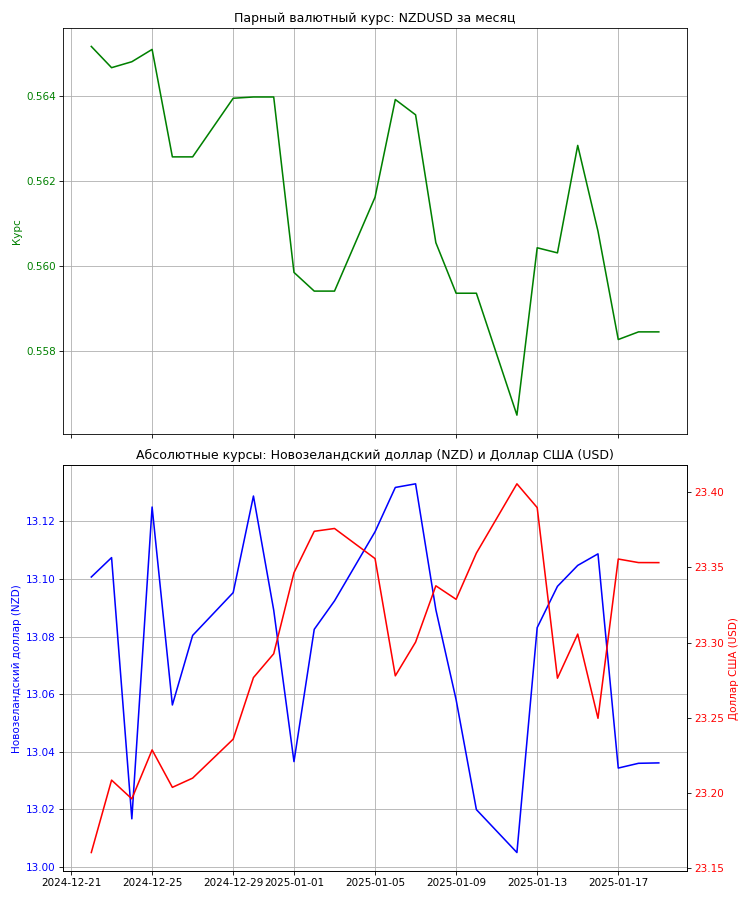 Парный валютный курс: NZDUSD за месяц
0.564
0.562
0.560
0.558
Курс
Абсолютные курсы: Новозеландский доллар (NZD) и Доллар США (USD)
13.12
13.10
13.08
13.06
13.04
13.02
13.00
Новозеландский доллар (NZD)
23.40
23.35
23.30
23.25
23.20
23.15
Доллар США (USD)
2024-12-21 2024-12-25 2024-12-29 2025-01-01 2025-01-05 2025-01-09 2025-01-13 2025-01-17